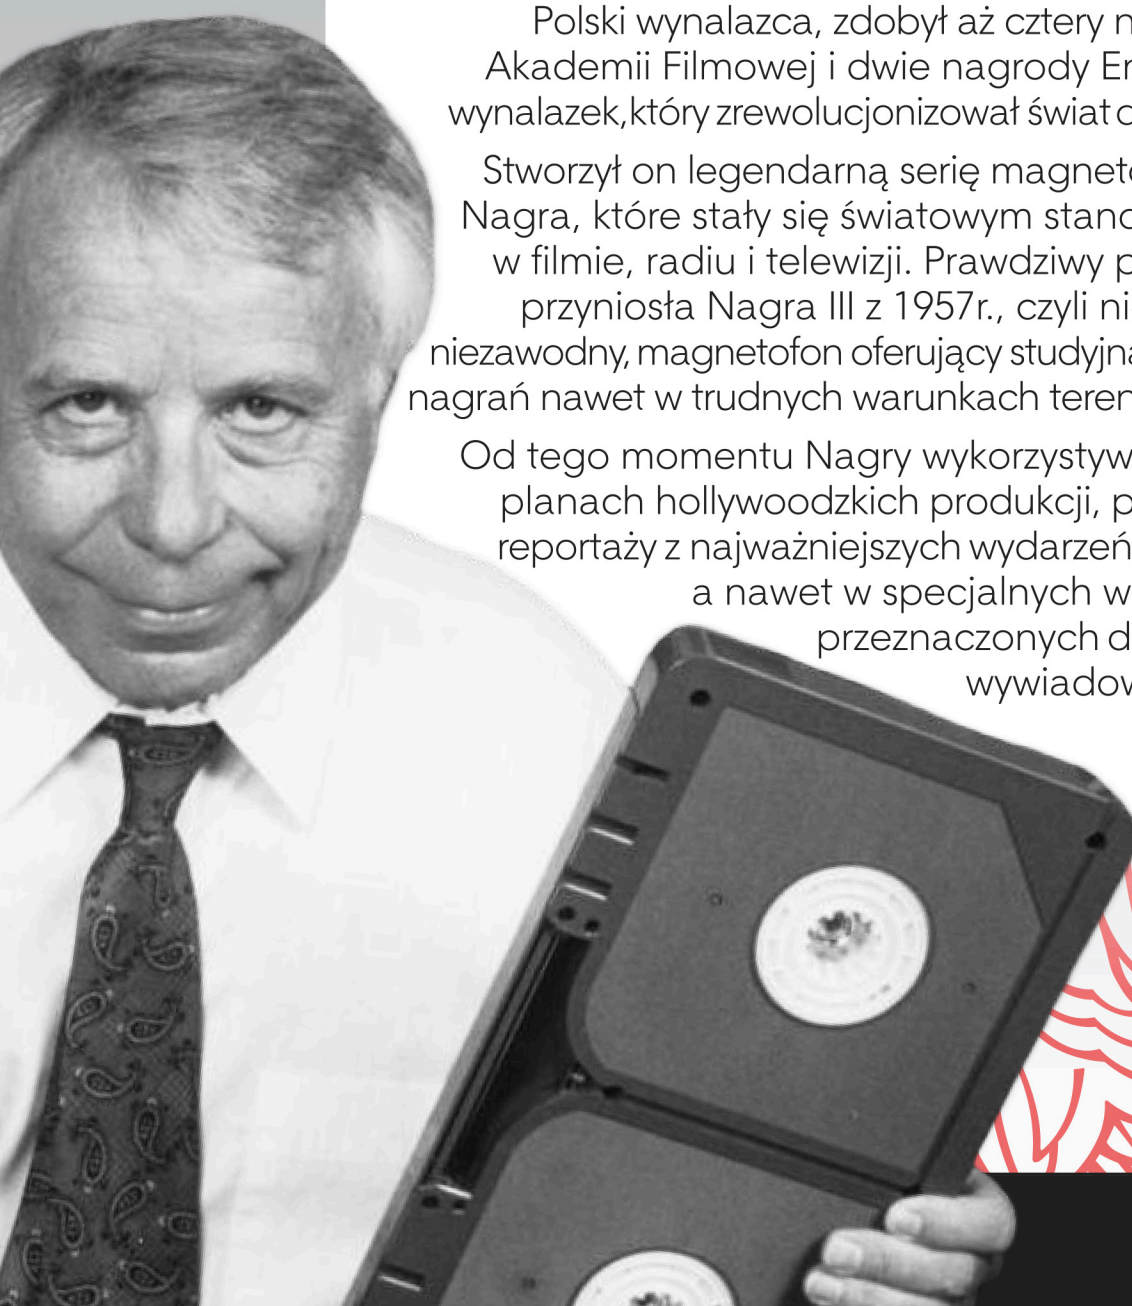 Polski wynalazca, zdobył aż cztery
Akademii Filmowej i dwie nagrody
wynalazek,który zrewolucjonizował świat
Stworzył on legendarną serię
Nagra, które stały się światowym
w filmie, radiu i telewizji. Prawdziwy
przyniosła Nagra III z 1957r., czyli
niezawodny, magnetofon oferujący
nagrań nawet w trudnych warunkach
Od tego momentu Nagry
planach hollywoodzkich produkcji,
reportaży z najważniejszych wydarzeń
a nawet w specjalnych
przeznaczonych